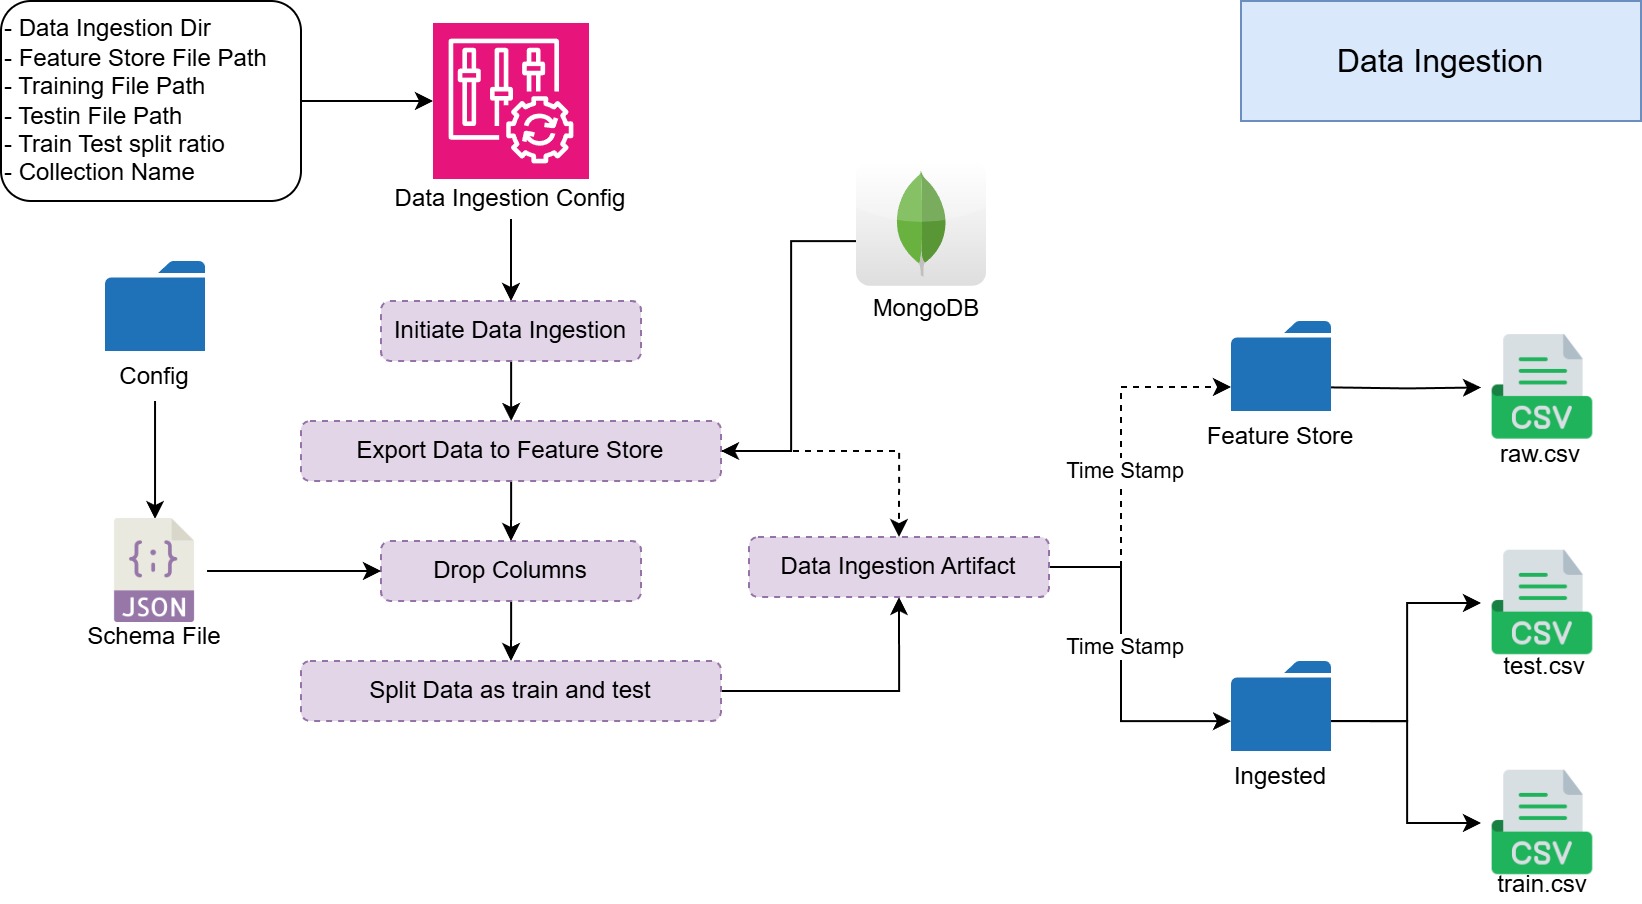 - Data Ingestion Dir
- Feature Store File Path
- Training File Path
- Testin File Path
- Train Test split ratio
- Collection Name
Data Ingestion Config
Data Ingestion
MongoDB
Config
Initiate Data Ingestion
Export Data to Feature Store
JSON
Schema File
Drop Columns
Split Data as train and test
Data Ingestion Artifact
Time Stamp
Time Stamp
Feature Store
CSV
raw.csv
Ingested
CSV
test.csv
CSV
train.csv